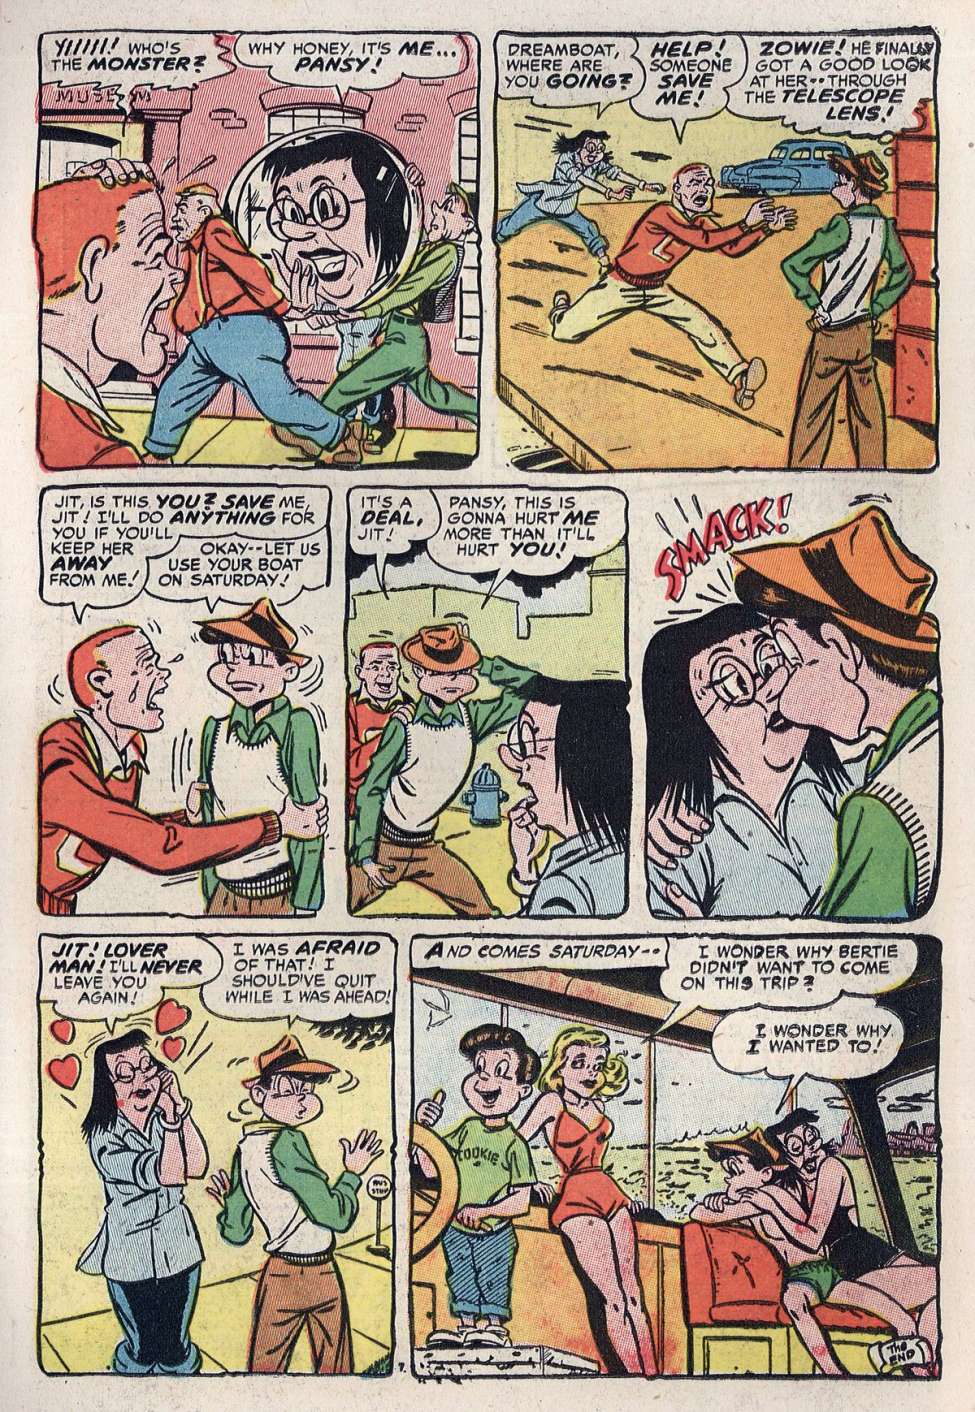 YIIIII! WHO'S
THE MONSTER?
WHY HONEY, IT'S ME...
PANSY!
MUSEUM
DREAMBOAT,
WHERE ARE
YOU GOING?
HELP!
SOMEONE
SAVE
ME!
ZOWIE! HE FINALLY
GOT A GOOD LOOK
AT HER--THROUGH
THE TELESCOPE
LENS!
L
JIT, IS THIS YOU? SAVE ME,
JIT! I'LL DO ANYTHING FOR
YOU IF YOU'LL
KEEP HER
AWAY
FROM ME!
OKAY--LET US
USE YOUR BOAT
ON SATURDAY!
IT'S A
DEAL,
JIT!
PANSY, THIS IS
GONNA HURT ME
MORE THAN IT'LL
HURT YOU!
SMACK!
JIT! LOVER
MAN! I'LL NEVER
LEAVE YOU
AGAIN!
I WAS AFRAID
OF THAT! I
SHOULD'VE QUIT
WHILE I WAS AHEAD!
BUS
STOP
7.
AND COMES SATURDAY--
I WONDER WHY BERTIE
DIDN'T WANT TO COME
ON THIS TRIP?
I WONDER WHY
I WANTED TO!
COOKIE
THE
END